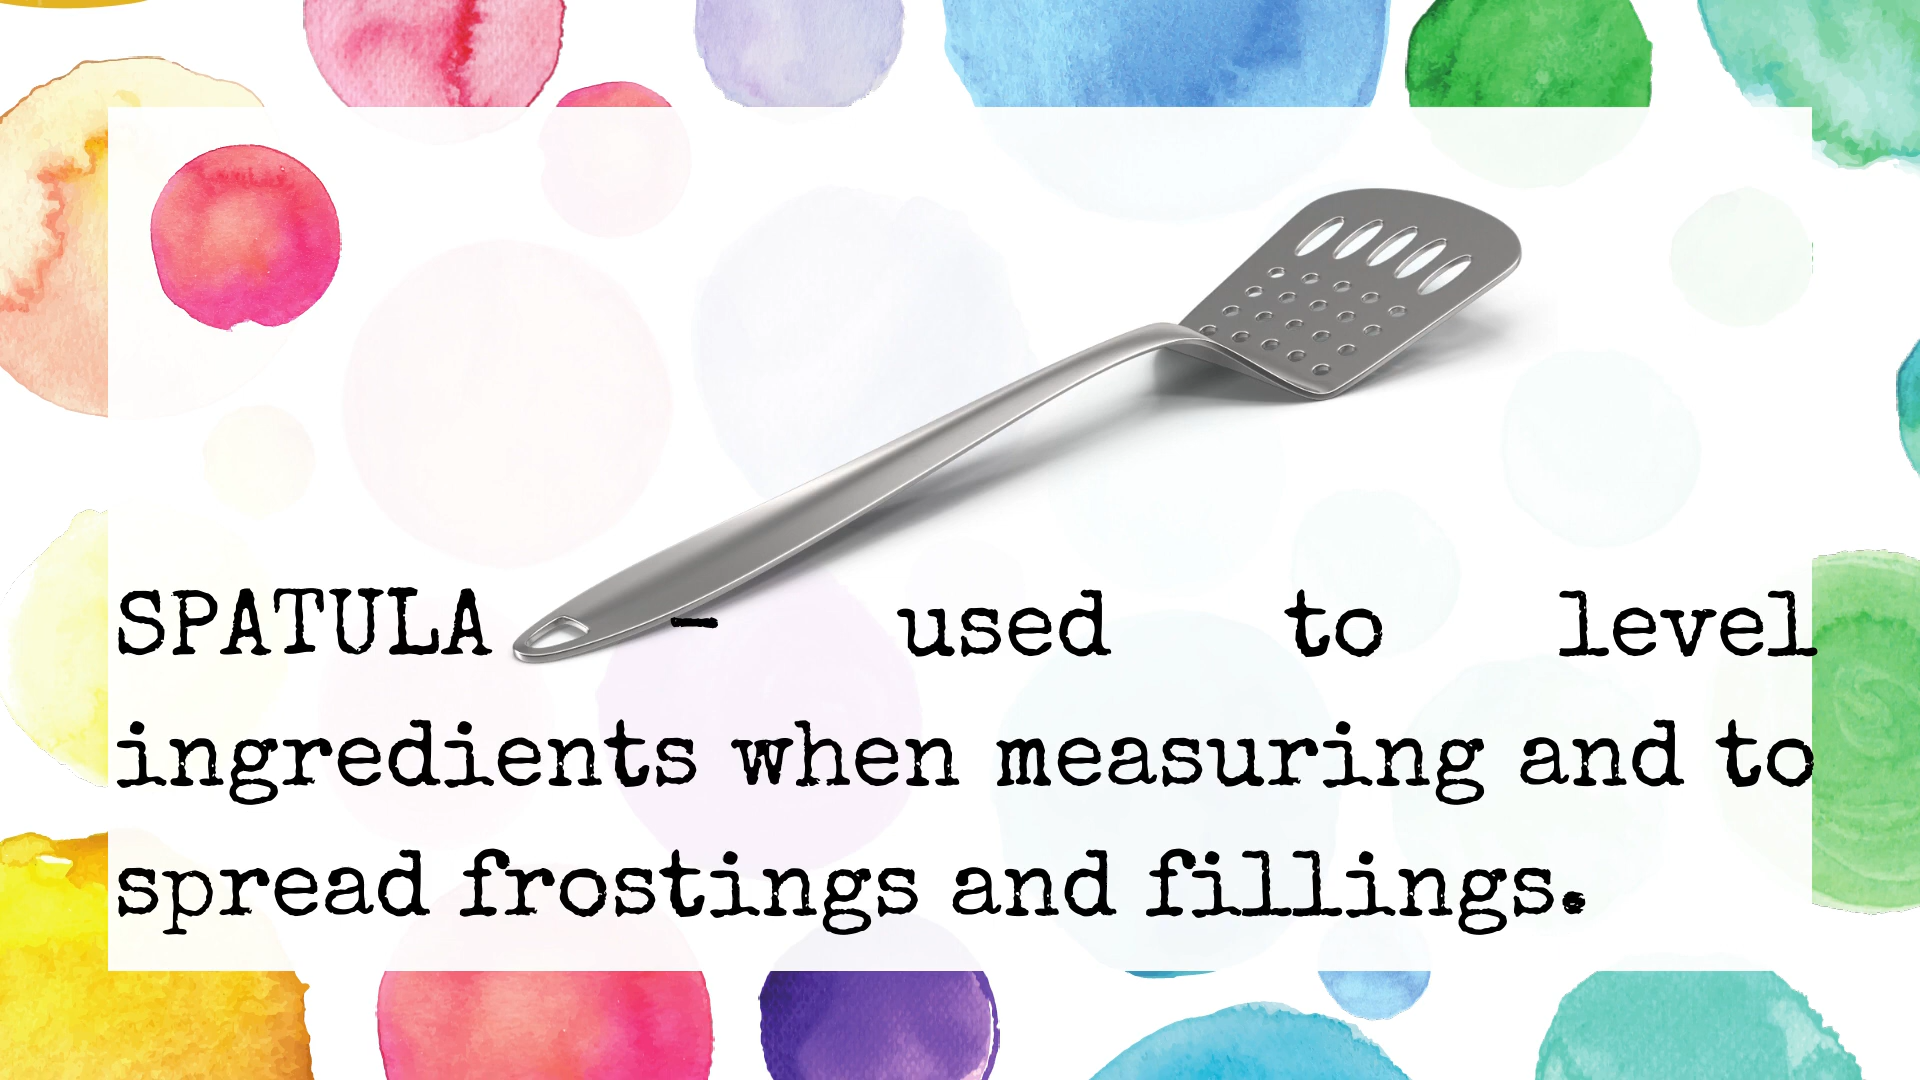 SPATULA - used to level
ingredients when measuring and to
spread frostings and fillings.